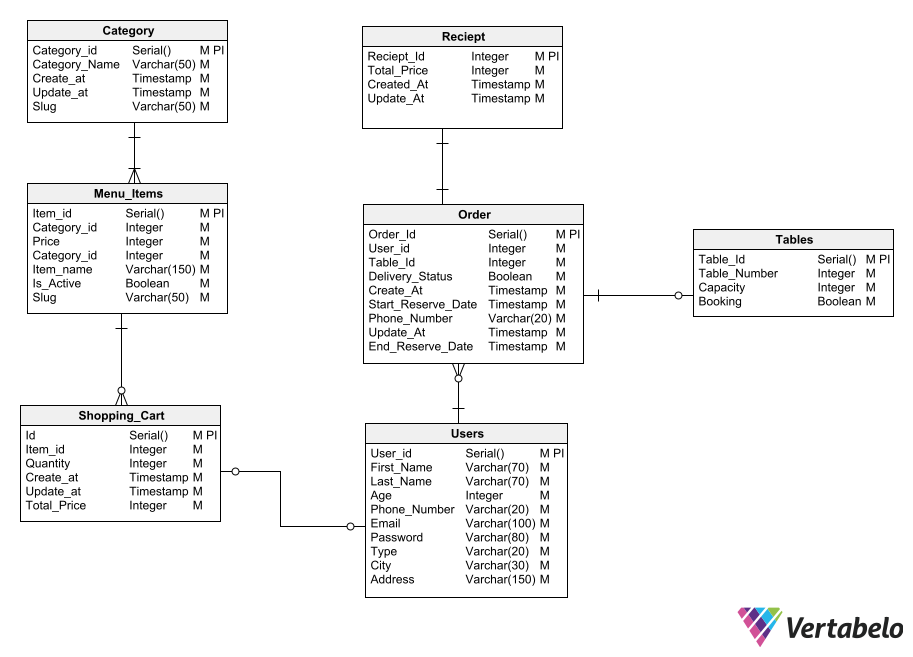 Category
Category_id Serial() M PI
Category_Name Varchar(50) M
Create_at Timestamp M
Update_at Timestamp M
Slug Varchar(50) M
Reciept
Reciept_Id Integer M PI
Total_Price Integer M
Created_At Timestamp M
Update_At Timestamp M
Menu_Items
Item_id Serial() M PI
Category_id Integer M
Price Integer M
Category_id Integer M
Item_name Varchar(150) M
Is_Active Boolean M
Slug Varchar(50) M
Order
Order_Id Serial() M PI
User_id Integer M
Table_Id Integer M
Delivery_Status Boolean M
Create_At Timestamp M
Start_Reserve_Date Timestamp M
Phone_Number Varchar(20) M
Update_At Timestamp M
End_Reserve_Date Timestamp M
Tables
Table_Id Serial() M PI
Table_Number Integer M
Capacity Integer M
Booking Boolean M
Shopping_Cart
Id Serial() M PI
Item_id Integer M
Quantity Integer M
Create_at Timestamp M
Update_at Timestamp M
Total_Price Integer M
Users
User_id Serial() M PI
First_Name Varchar(70) M
Last_Name Varchar(70) M
Age Integer M
Phone_Number Varchar(20) M
Email Varchar(100) M
Password Varchar(80) M
Type Varchar(20) M
City Varchar(30) M
Address Varchar(150) M
Vertabelo